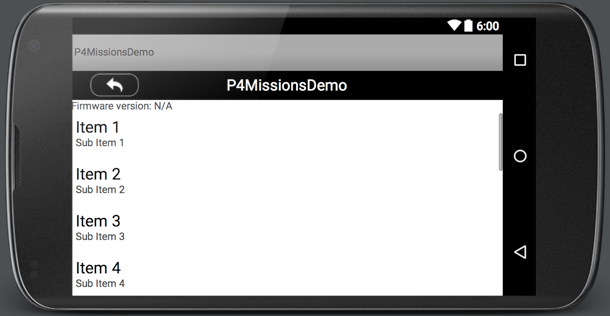 6:00
P4MissionsDemo
P4MissionsDemo
Firmware version: N/A
Item 1
Sub Item 1
Item 2
Sub Item 2
Item 3
Sub Item 3
Item 4
Sub Item 4